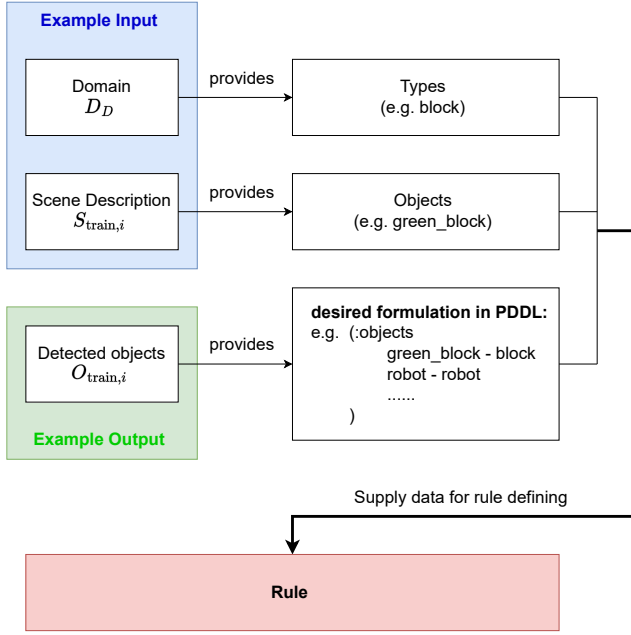 Example Input
Domain
D_D
provides
Types
(e.g. block)
Scene Description
S_train,i
provides
Objects
(e.g. green_block)
Detected objects
O_train,i
provides
desired formulation in PDDL:
e.g. (:objects
green_block - block
robot - robot
......
)
Example Output
Supply data for rule defining
Rule